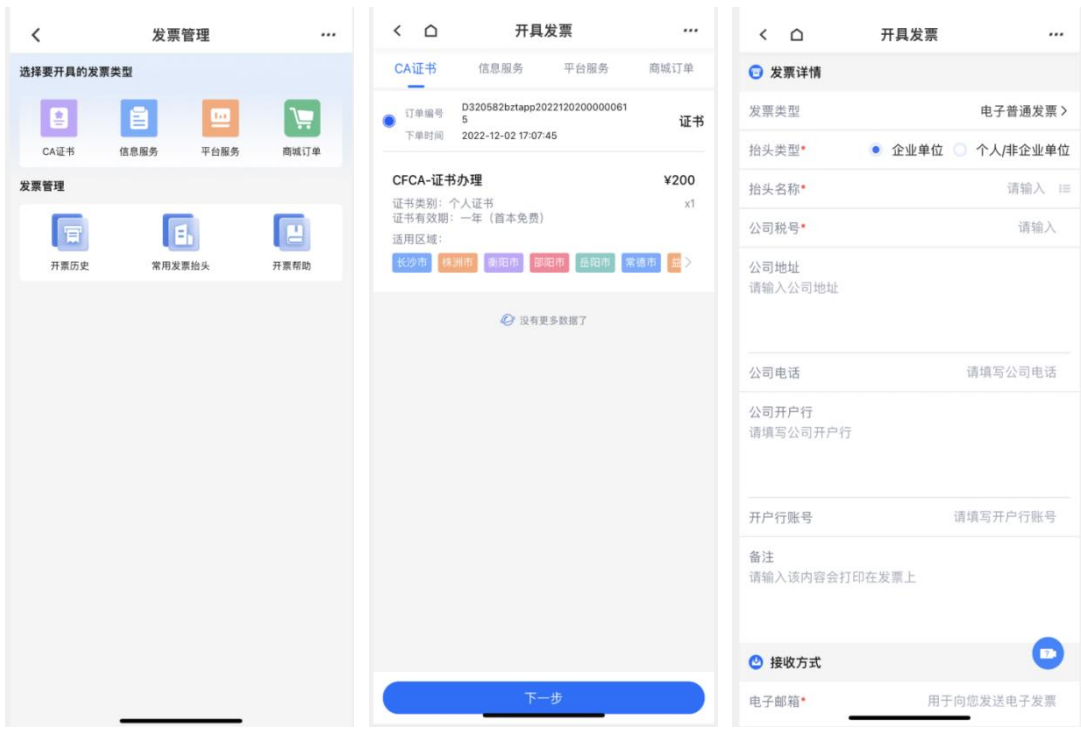 发票管理
选择要开具的发票类型
CA证书
信息服务
平台服务
商城订单
发票管理
开票历史
常用发票抬头
开票帮助
开具发票
CA证书
信息服务
平台服务
商城订单
订单编号
D320582bztapp2022120200000061
5
下单时间
2022-12-02 17:07:45
证书
CFCA-证书办理
¥200
证书类别：个人证书
x1
证书有效期：一年（首本免费）
适用区域：
长沙市
株洲市
衡阳市
邵阳市
岳阳市
常德市
益
没有更多数据了
下一步
开具发票
发票详情
发票类型
电子普通发票
抬头类型*
企业单位
个人/非企业单位
抬头名称*
请输入
公司税号*
请输入
公司地址
请输入公司地址
公司电话
请填写公司电话
公司开户行
请填写公司开户行
开户行账号
请填写开户行账号
备注
请输入该内容会打印在发票上
接收方式
电子邮箱*
用于向您发送电子发票